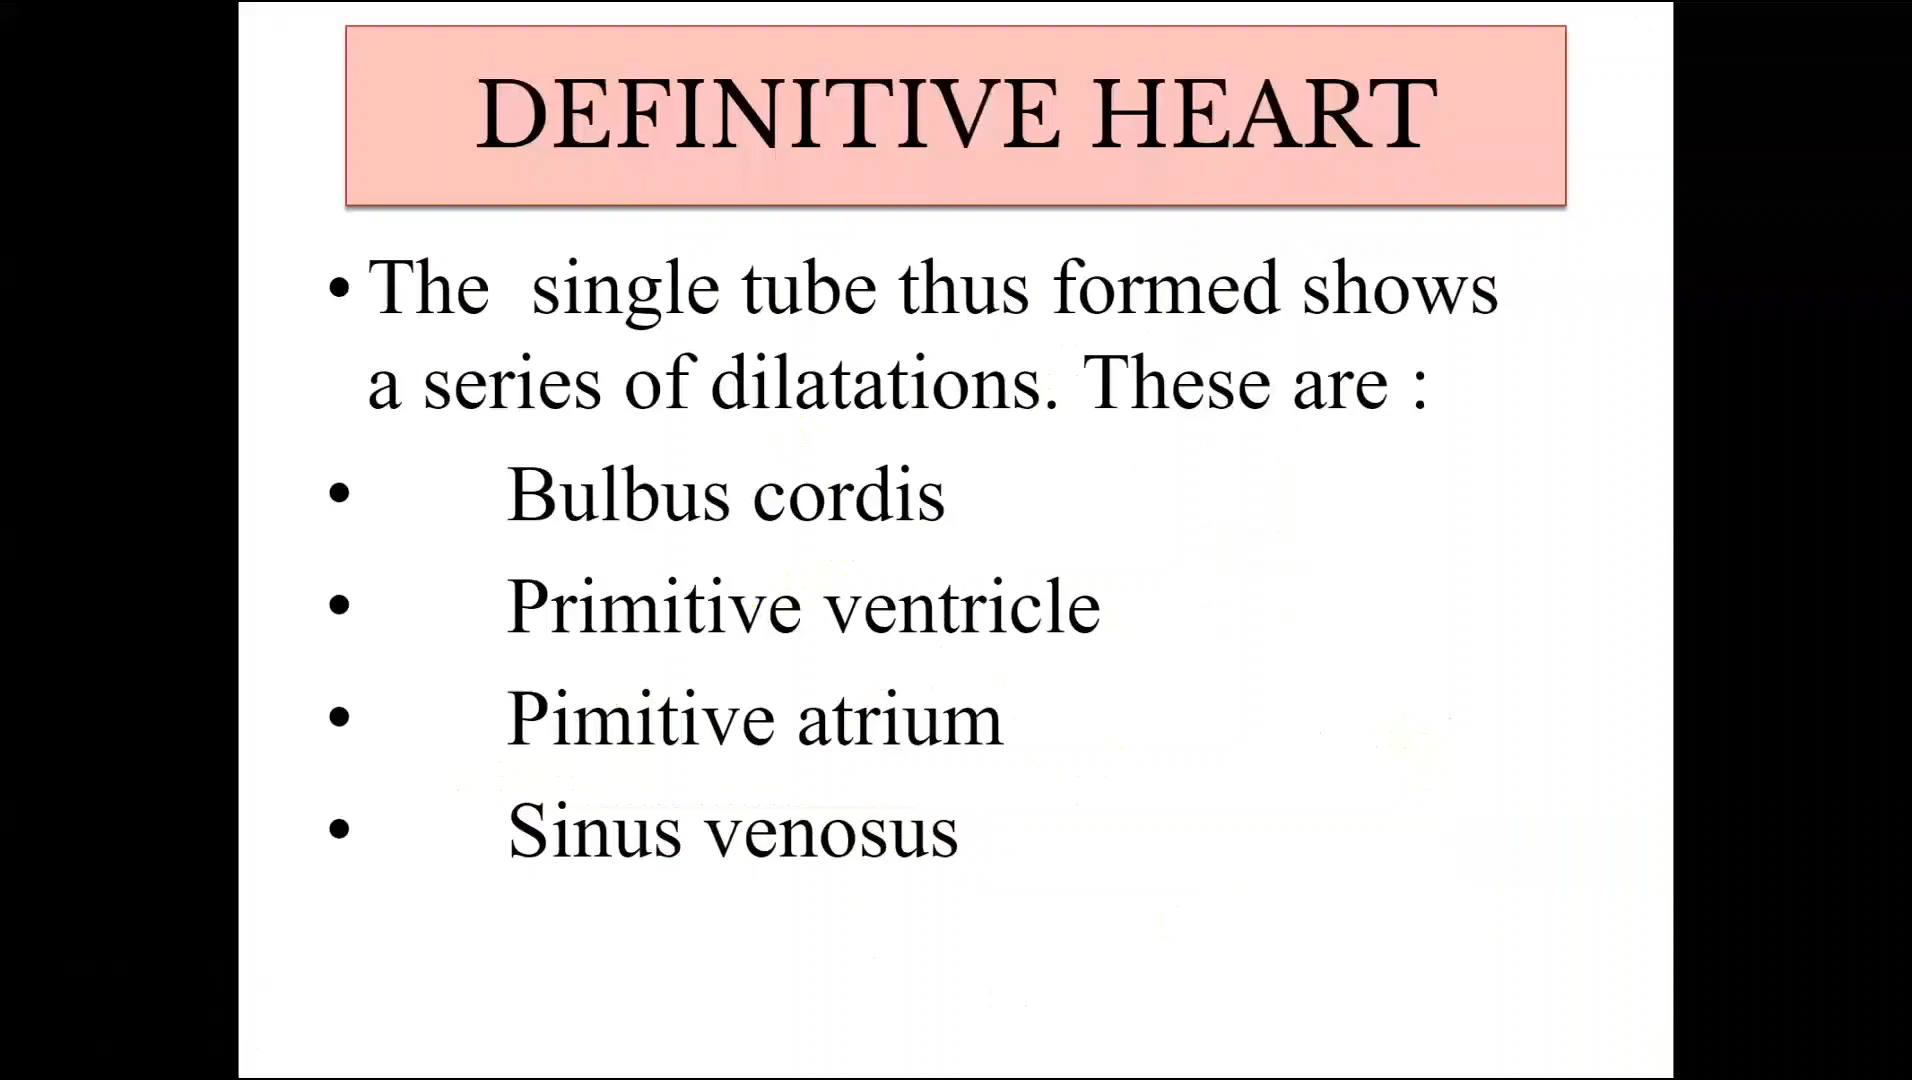 DEFINITIVE HEART
• The  single tube thus formed shows
a series of dilatations. These are :
• Bulbus cordis
• Primitive ventricle
• Pimitive atrium
• Sinus venosus